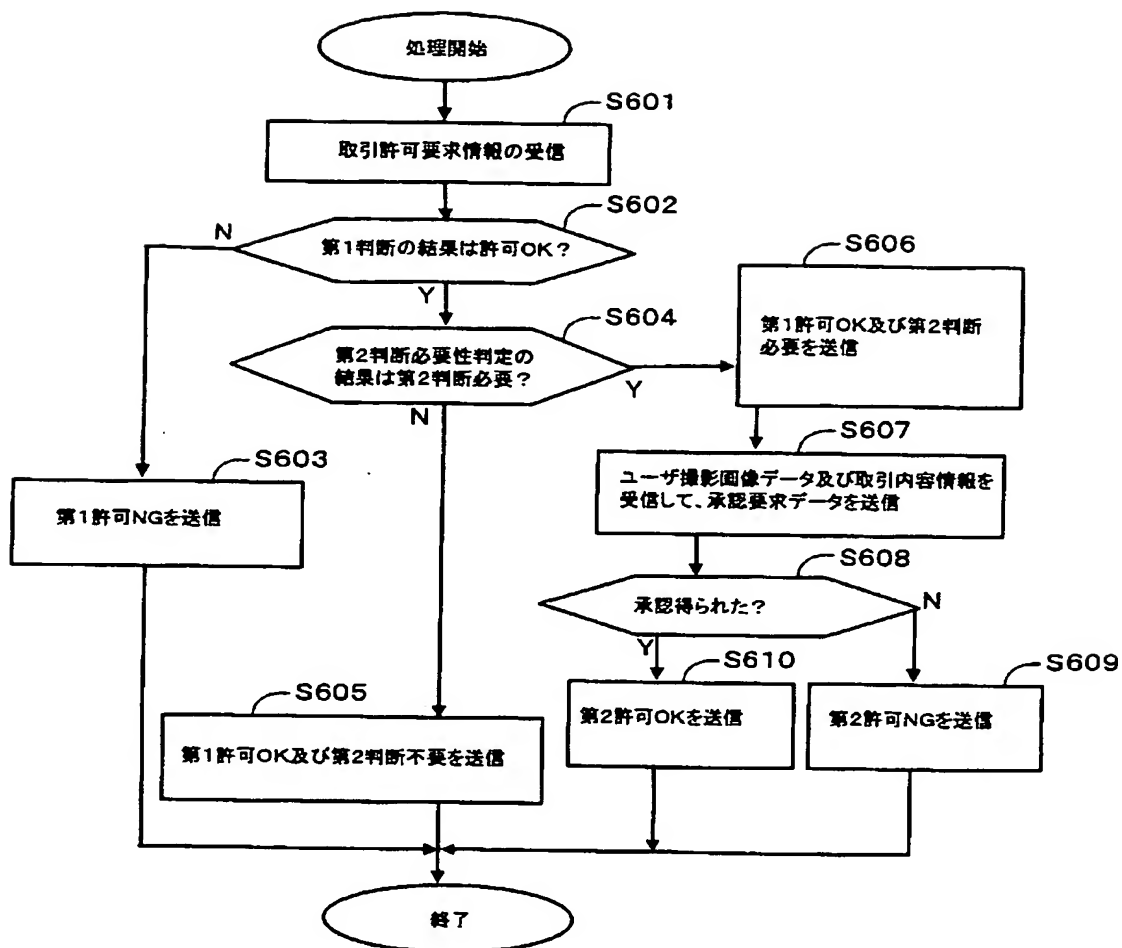 処理開始
S601
取引許可要求情報の受信
S602
N
第1判断の結果は許可OK?
Y
S604
第2判断必要性判定の
結果は第2判断必要?
Y
N
S606
第1許可OK及び第2判断
必要を送信
S603
第1許可NGを送信
S607
ユーザ撮影画像データ及び取引内容情報を
受信して、承認要求データを送信
S608
承認得られた?
N
Y
S605
第1許可OK及び第2判断不要を送信
S610
第2許可OKを送信
S609
第2許可NGを送信
終了